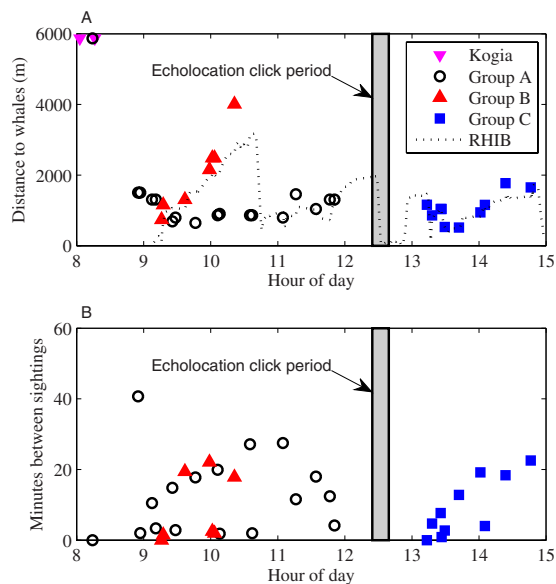 A
6000
4000
2000
0
Distance to whales (m)
Echolocation click period
Kogia
Group A
Group B
Group C
RHIB
8 9 10 11 12 13 14 15
Hour of day
B
60
40
20
0
Minutes between sightings
Echolocation click period
8 9 10 11 12 13 14 15
Hour of day